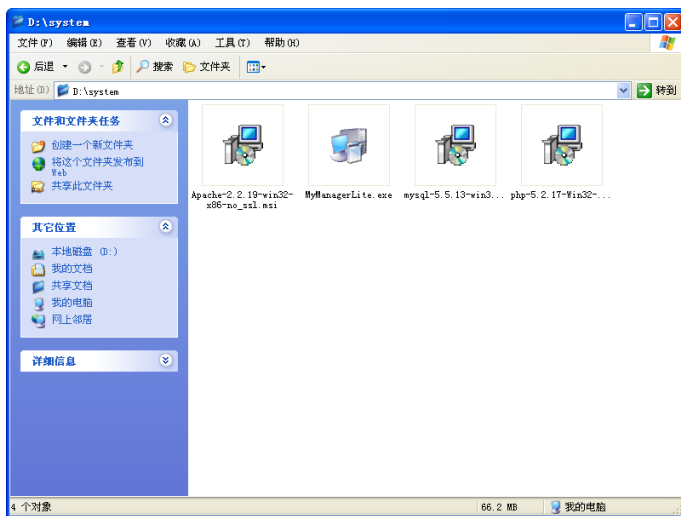 D:\system
文件(F) 编辑(E) 查看(V) 收藏(A) 工具(T) 帮助(H)
后退 搜索 文件夹
地址(D) D:\system 转到
文件和文件夹任务
创建一个新文件夹
将这个文件夹发布到
Web
共享此文件夹
其它位置
本地磁盘 (D:)
我的文档
共享文档
我的电脑
网上邻居
详细信息
Apache-2.2.19-win32-
x86-no_ssl.msi
MyManagerLite.exe
mysql-5.5.13-win3...
php-5.2.17-Win32-...
4 个对象 66.2 MB 我的电脑